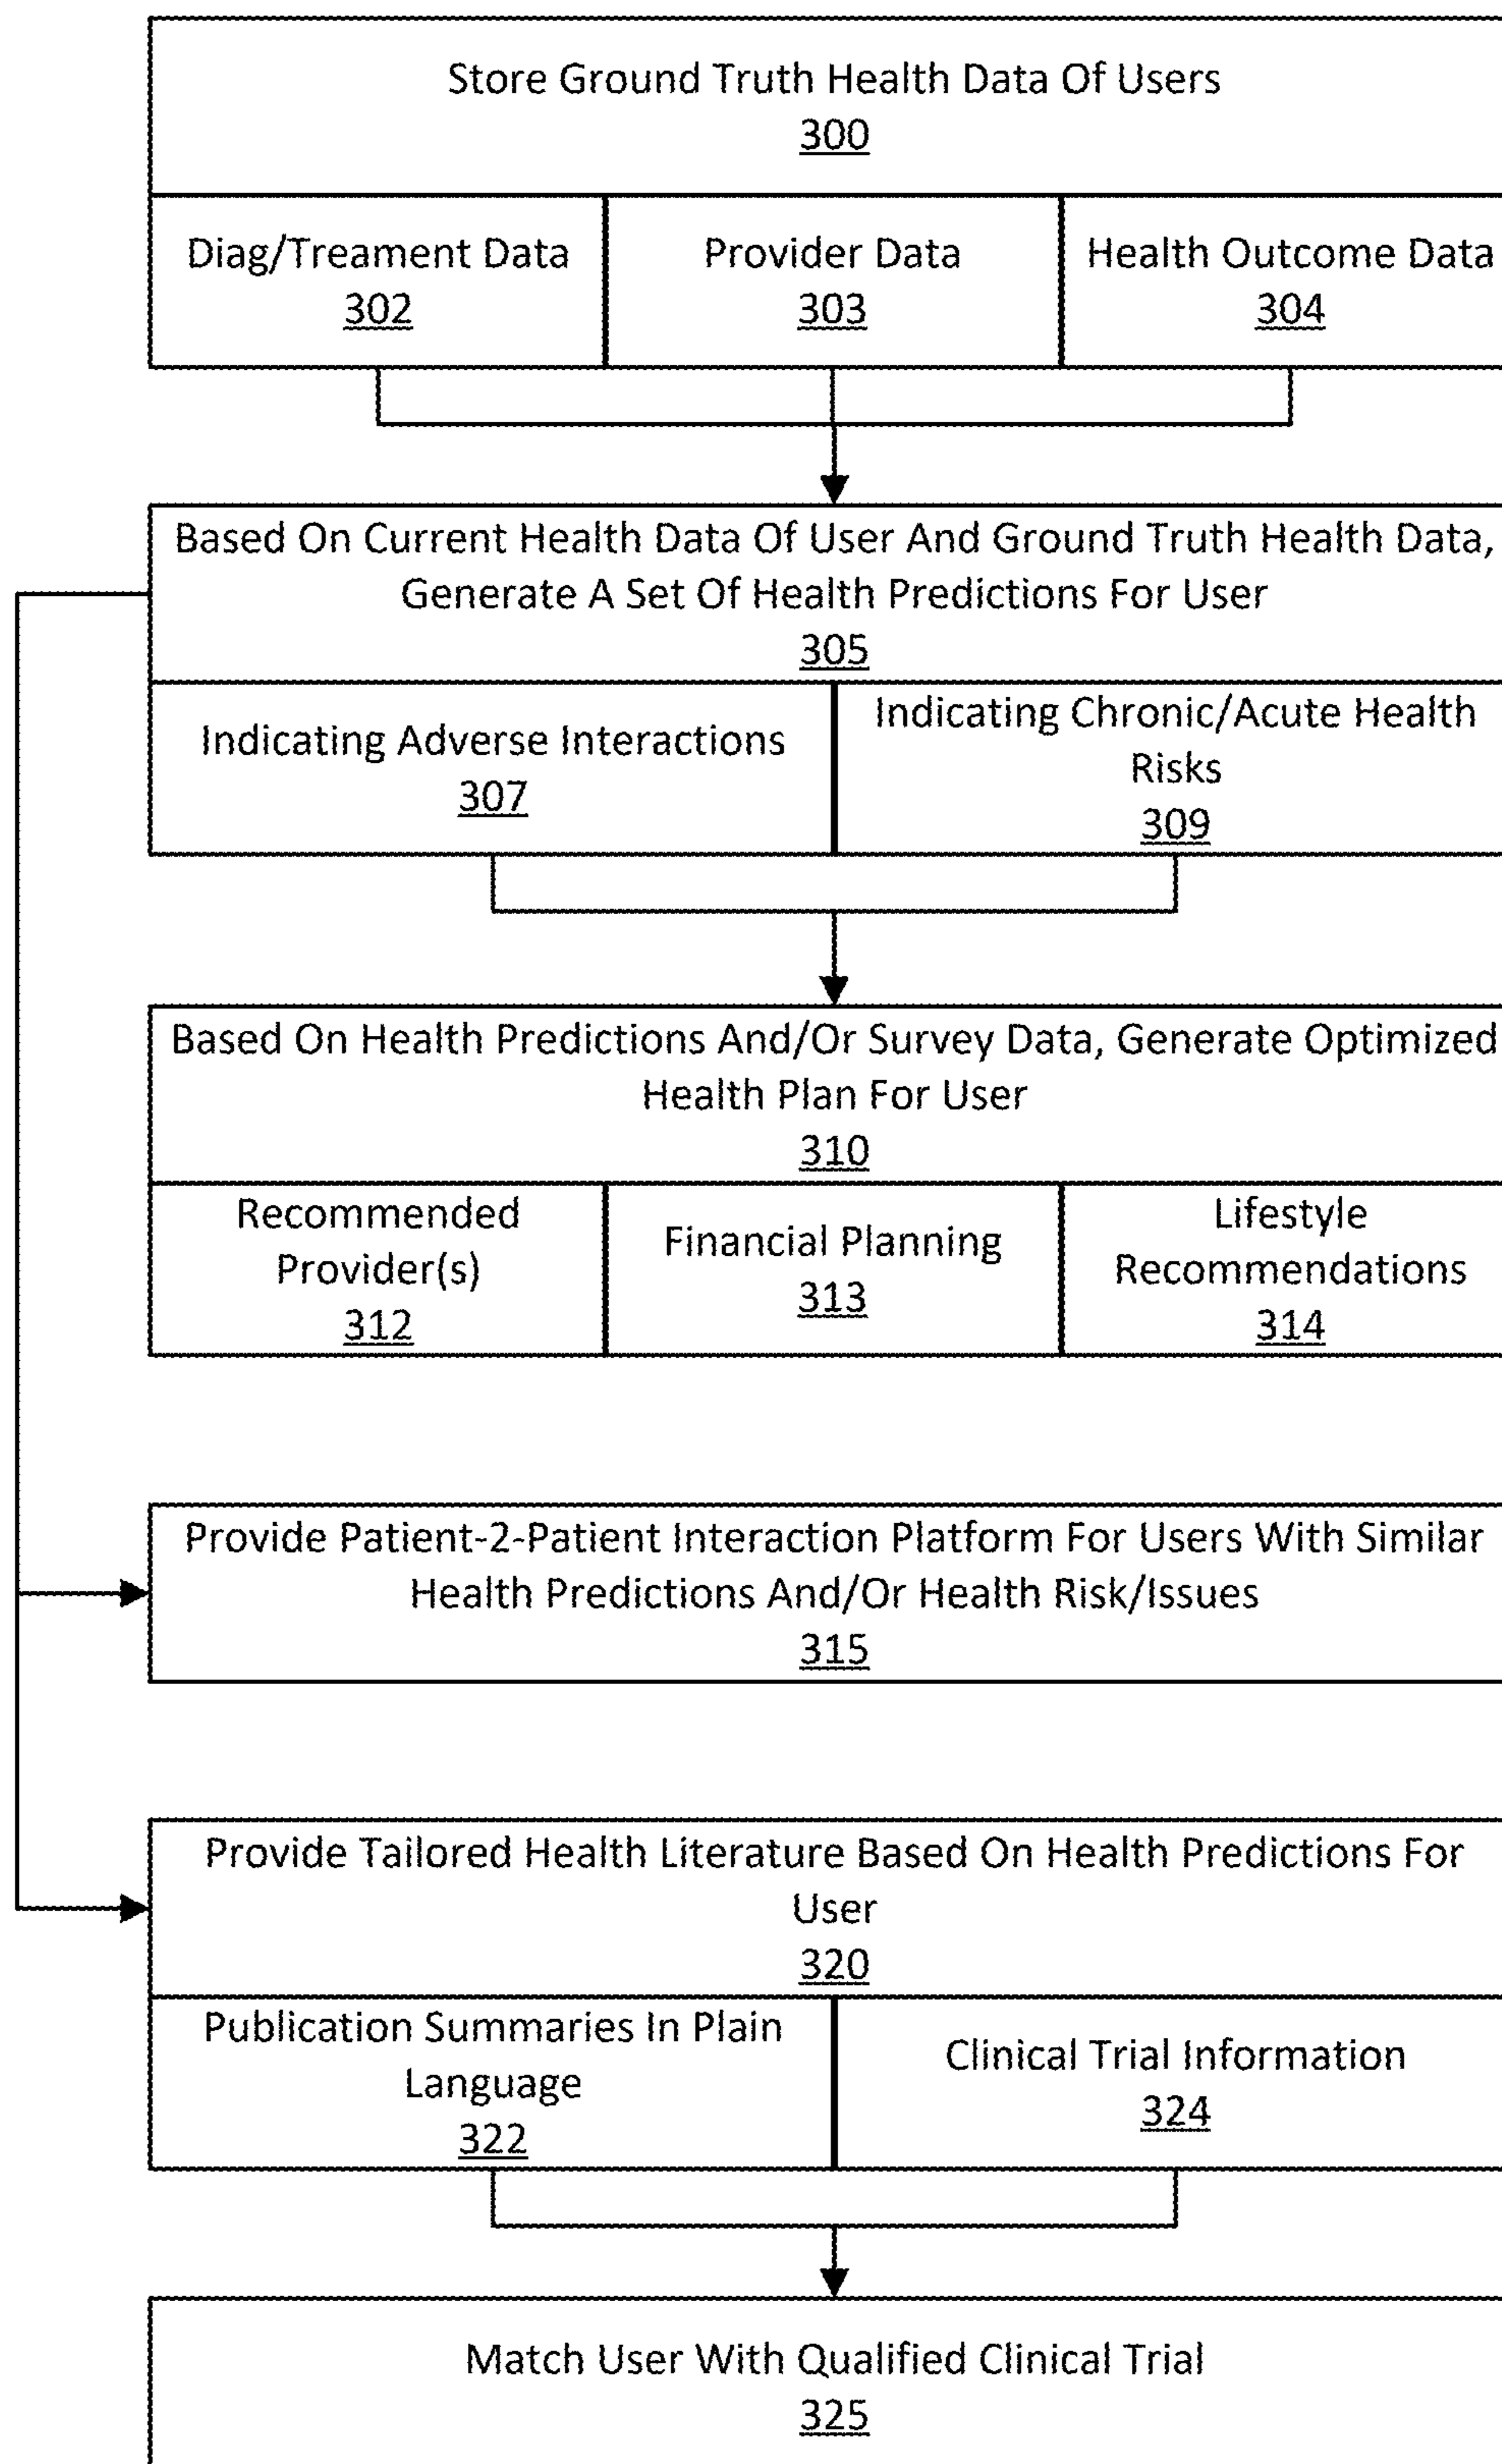 Store Ground Truth Health Data Of Users
300
Diag/Treament Data
302
Provider Data
303
Health Outcome Data
304
Based On Current Health Data Of User And Ground Truth Health Data,
Generate A Set Of Health Predictions For User
305
Indicating Adverse Interactions
307
Indicating Chronic/Acute Health
Risks
309
Based On Health Predictions And/Or Survey Data, Generate Optimized
Health Plan For User
310
Recommended
Provider(s)
312
Financial Planning
313
Lifestyle
Recommendations
314
Provide Patient-2-Patient Interaction Platform For Users With Similar
Health Predictions And/Or Health Risk/Issues
315
Provide Tailored Health Literature Based On Health Predictions For
User
320
Publication Summaries In Plain
Language
322
Clinical Trial Information
324
Match User With Qualified Clinical Trial
325